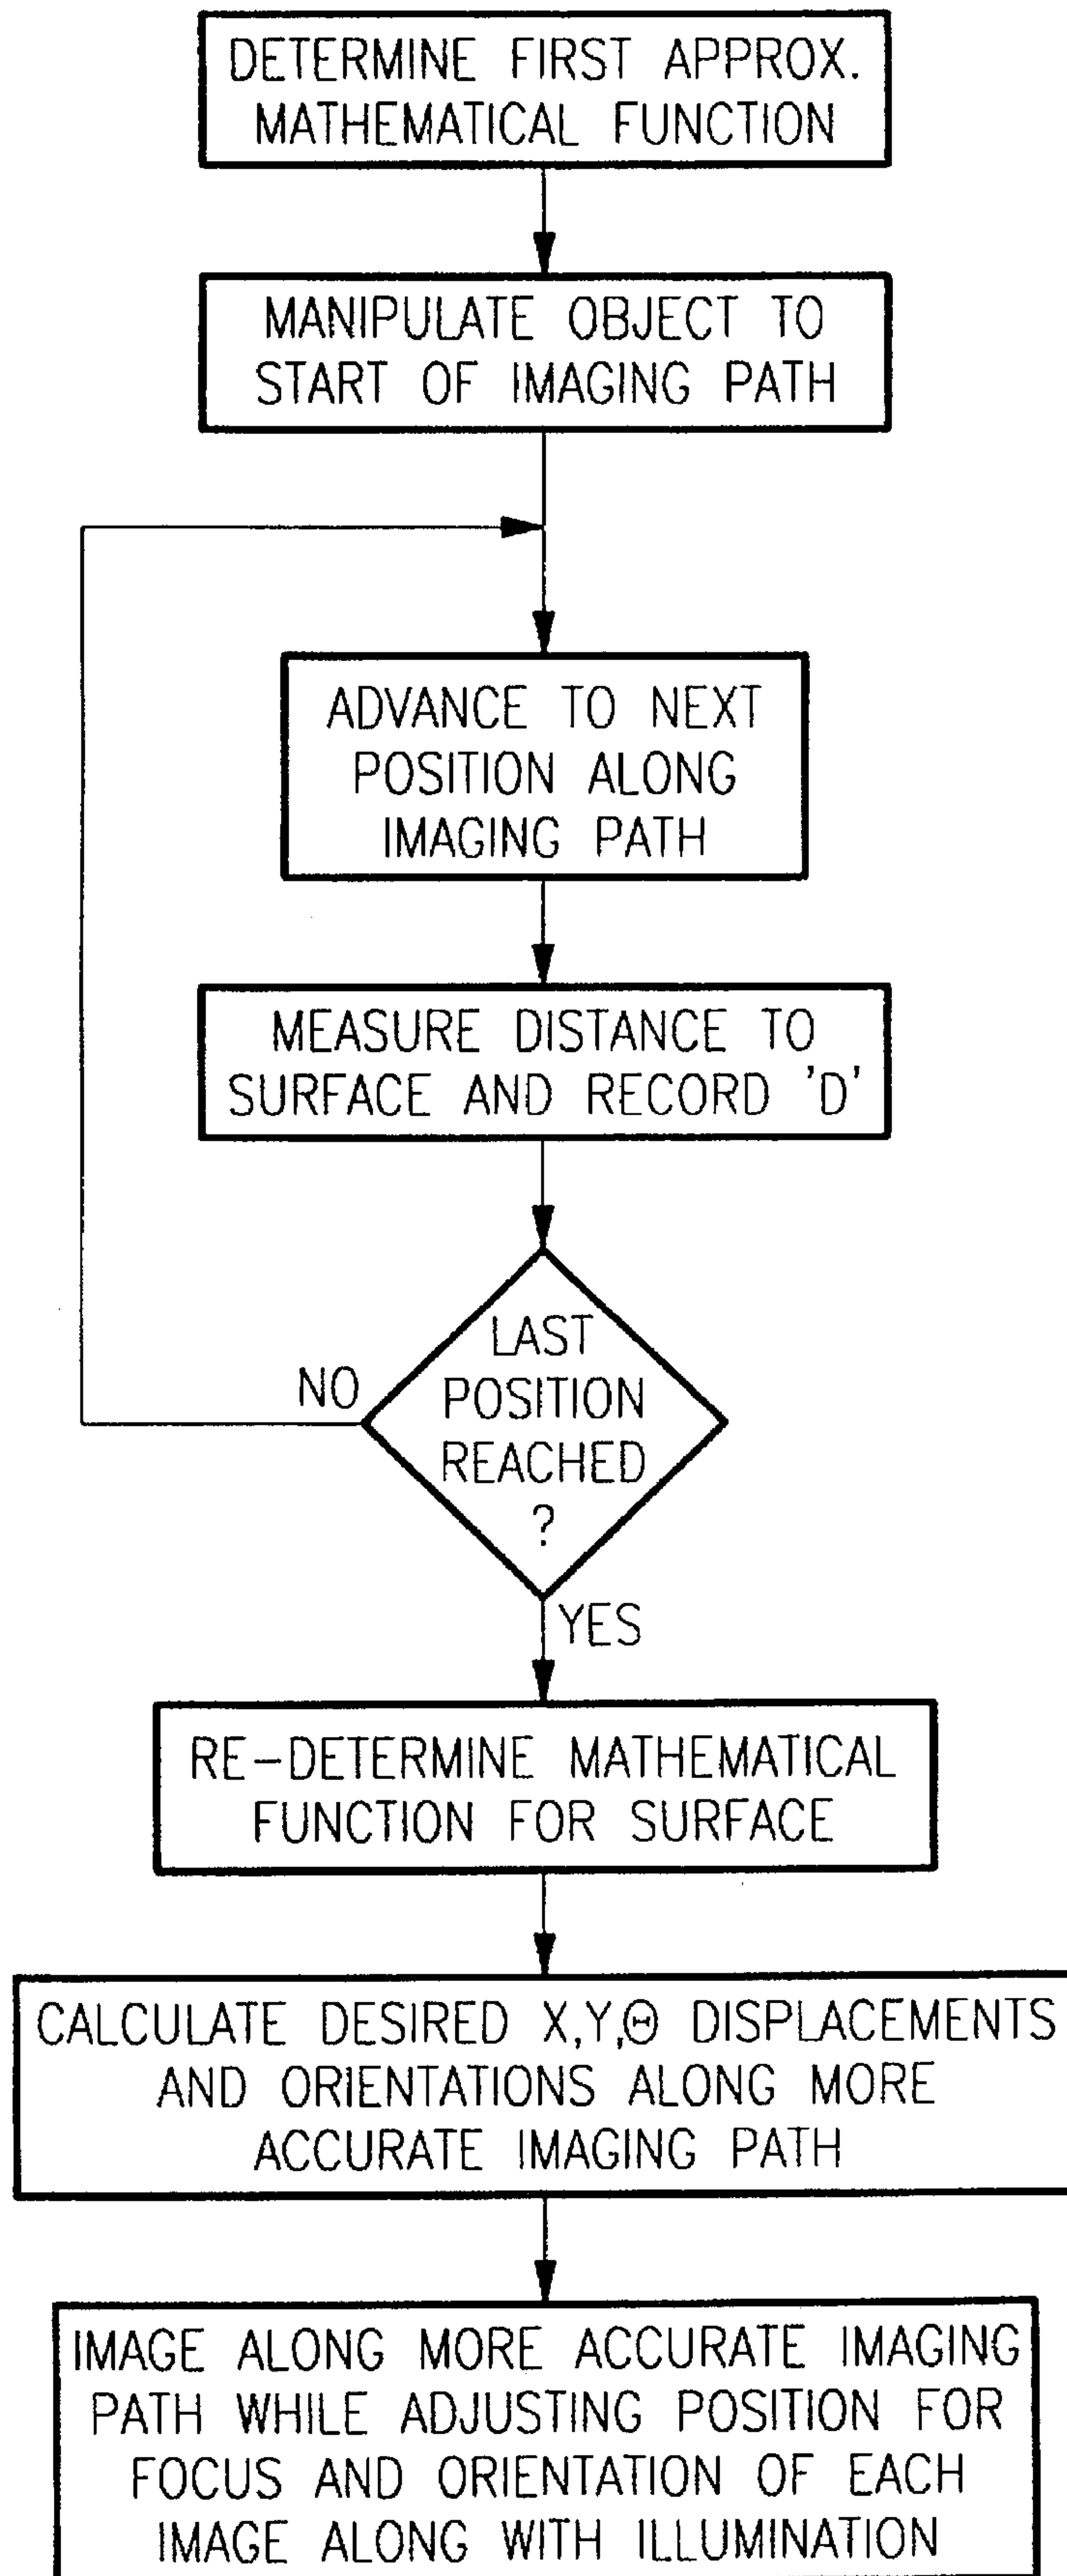 DETERMINE FIRST APPROX.
MATHEMATICAL FUNCTION
MANIPULATE OBJECT TO
START OF IMAGING PATH
ADVANCE TO NEXT
POSITION ALONG
IMAGING PATH
MEASURE DISTANCE TO
SURFACE AND RECORD 'D'
LAST
POSITION
REACHED
?
NO
YES
RE-DETERMINE MATHEMATICAL
FUNCTION FOR SURFACE
CALCULATE DESIRED X,Y,Θ DISPLACEMENTS
AND ORIENTATIONS ALONG MORE
ACCURATE IMAGING PATH
IMAGE ALONG MORE ACCURATE IMAGING
PATH WHILE ADJUSTING POSITION FOR
FOCUS AND ORIENTATION OF EACH
IMAGE ALONG WITH ILLUMINATION